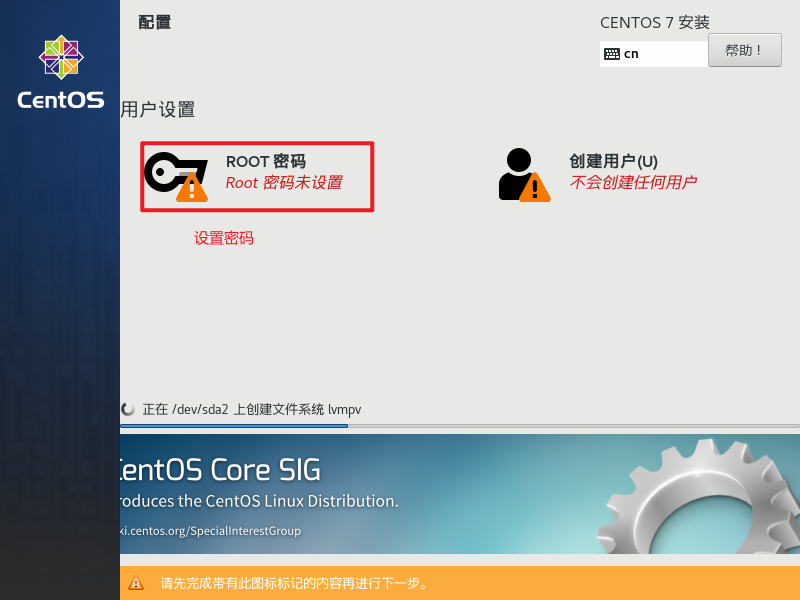 配置
CENTOS 7 安装
cn
帮助！
CentOS
用户设置
ROOT 密码
Root 密码未设置
创建用户(U)
不会创建任何用户
设置密码
正在 /dev/sda2 上创建文件系统 lvmpv
CentOS Core SIG
roduces the CentOS Linux Distribution.
ki.centos.org/SpecialInterestGroup
请先完成带有此图标标记的内容再进行下一步。